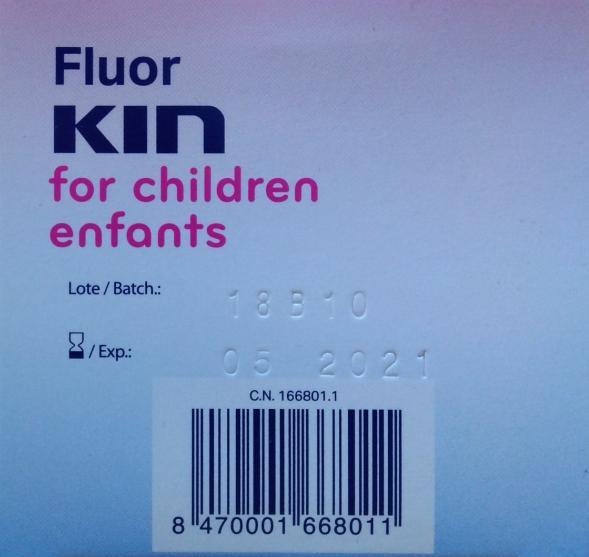 Fluor
KIN
for children
enfants
Lote / Batch.: 18B10
/ Exp.: 05 2021
C.N. 166801.1
8 470001 668011